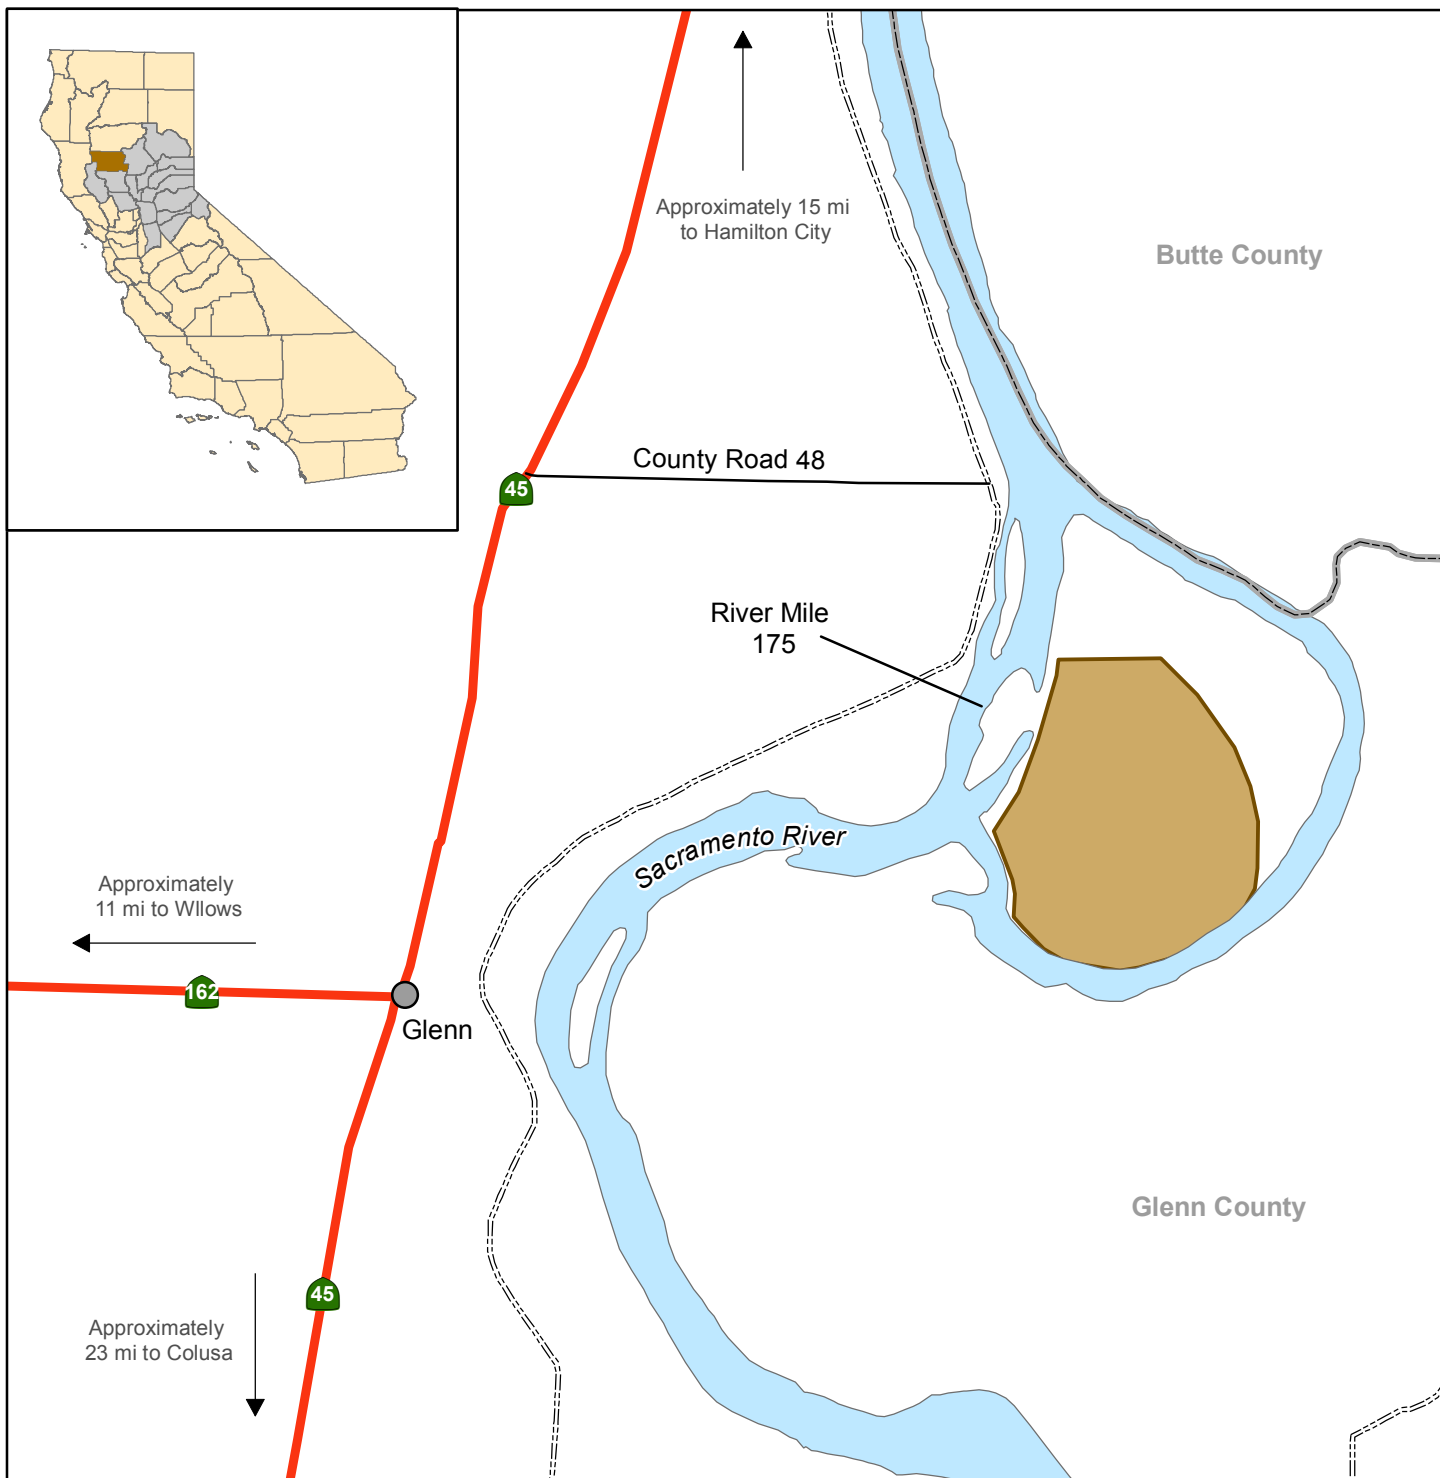 Approximately 15 mi
to Hamilton City
Butte County
County Road 48
45
River Mile
175
Sacramento River
Approximately
11 mi to WIllows
162
Glenn
Glenn County
45
Approximately
23 mi to Colusa